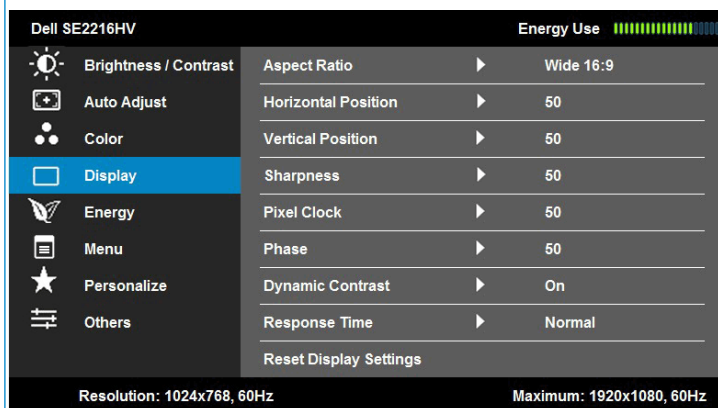 Dell SE2216HV Energy Use
Brightness / Contrast Aspect Ratio Wide 16:9
Auto Adjust Horizontal Position 50
Color Vertical Position 50
Display Sharpness 50
Energy Pixel Clock 50
Menu Phase 50
Personalize Dynamic Contrast On
Others Response Time Normal
Reset Display Settings
Resolution: 1024x768, 60Hz Maximum: 1920x1080, 60Hz